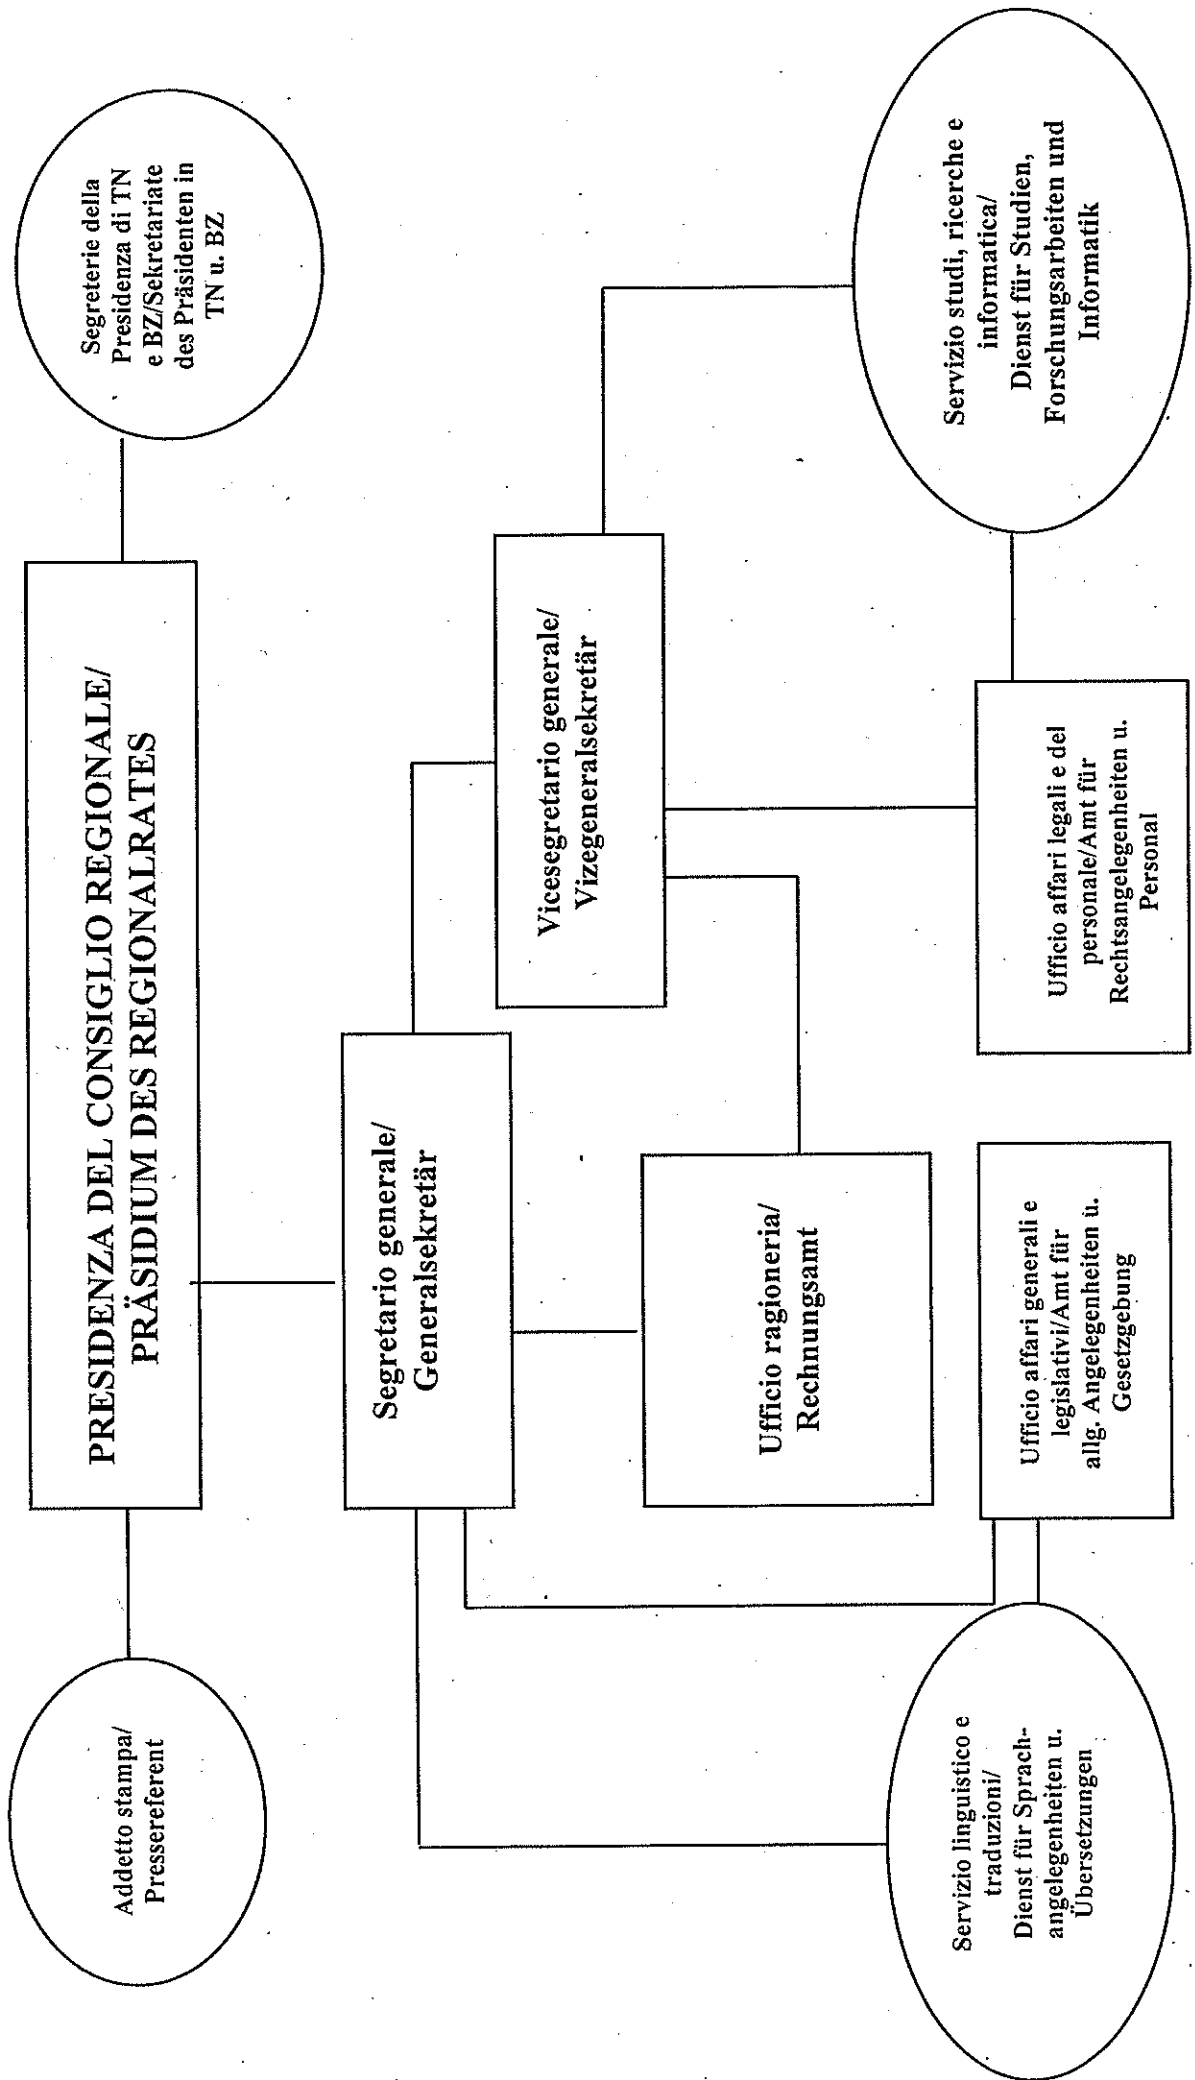 PRESIDENZA DEL CONSIGLIO REGIONALE/
PRÄSIDIUM DES REGIONALRATES
Addetto stampa/
Pressereferent
Segreterie della
Presidenza di TN
e BZ/Sekretariate
des Präsidenten in
TN u. BZ
Segretario generale/
Generalsekretär
Vicesegretario generale/
Vizegeneralsekretär
Ufficio ragioneria/
Rechnungsamt
Servizio linguistico e
traduzioni/
Dienst für Sprach-
angelegenheiten u.
Übersetzungen
Ufficio affari generali e
legislativi/Amt für
allg. Angelegenheiten u.
Gesetzgebung
Ufficio affari legali e del
personale/Amt für
Rechtsangelegenheiten u.
Personal
Servizio studi, ricerche e
informatica/
Dienst für Studien,
Forschungsarbeiten und
Informatik